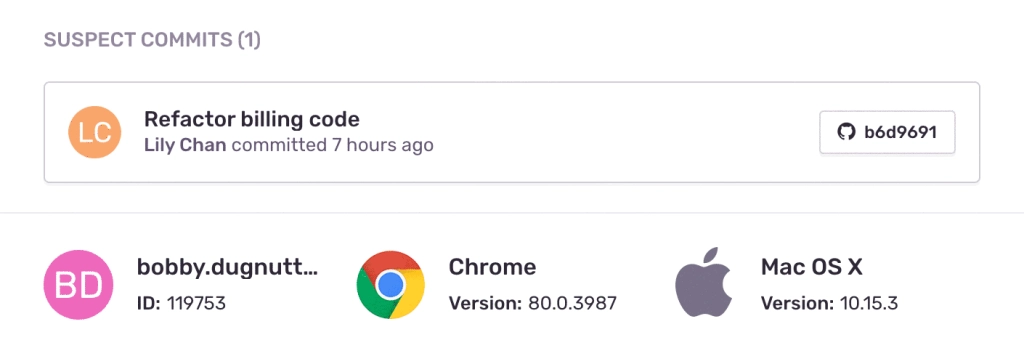 SUSPECT COMMITS (1)
LC
Refactor billing code
Lily Chan committed 7 hours ago
b6d9691
BD
bobby.dugnutt...
ID: 119753
Chrome
Version: 80.0.3987
Mac OS X
Version: 10.15.3